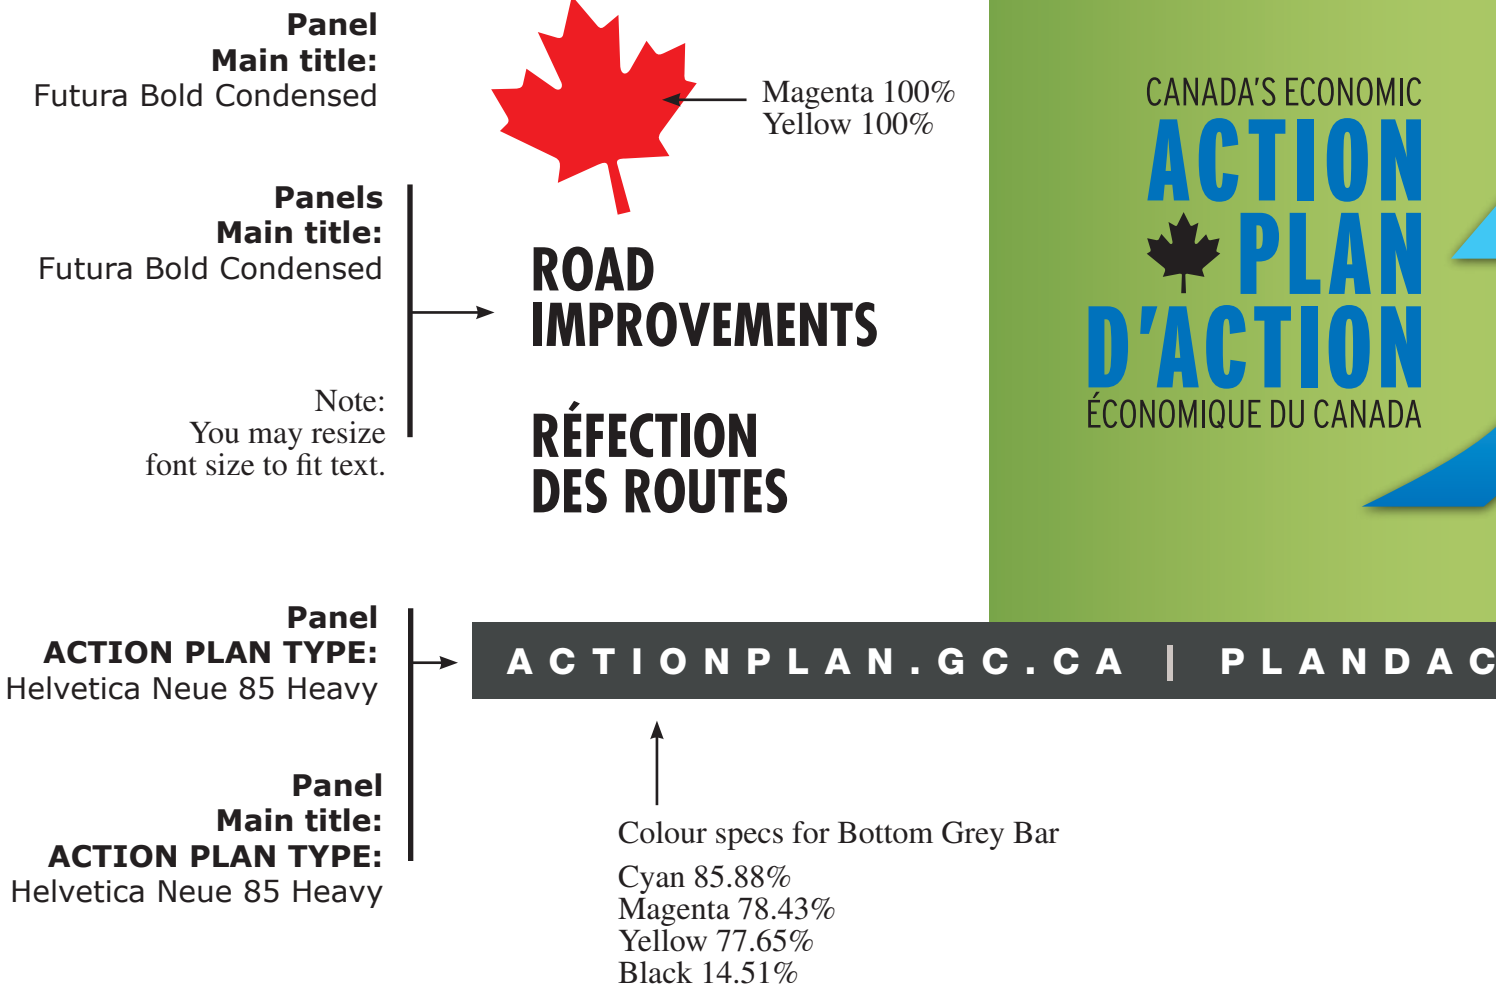 Panel
Main title:
Futura Bold Condensed
Magenta 100%
Yellow 100%
Panels
Main title:
Futura Bold Condensed
Note:
You may resize
font size to fit text.
ROAD
IMPROVEMENTS
RÉFECTION
DES ROUTES
CANADA'S ECONOMIC
ACTION
PLAN
D'ACTION
ÉCONOMIQUE DU CANADA
Panel
ACTION PLAN TYPE:
Helvetica Neue 85 Heavy
ACTIONPLAN.GC.CA | PLANDAC
Panel
Main title:
ACTION PLAN TYPE:
Helvetica Neue 85 Heavy
Colour specs for Bottom Grey Bar
Cyan 85.88%
Magenta 78.43%
Yellow 77.65%
Black 14.51%